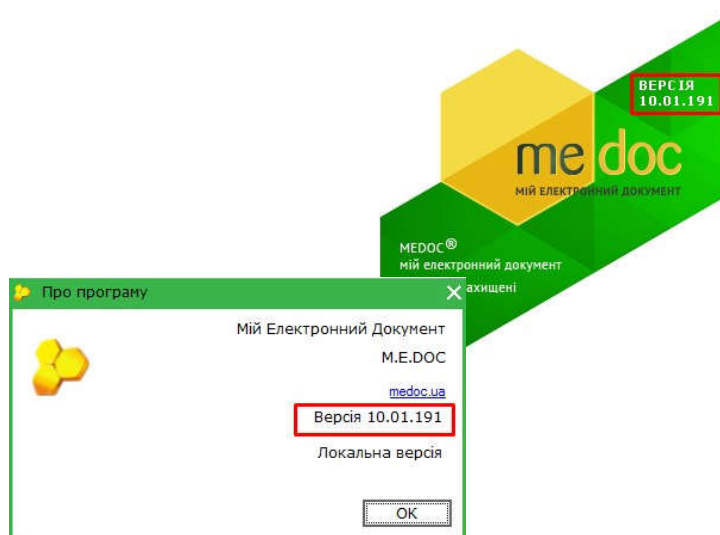 ВЕРСІЯ
10.01.191
me doc
МІЙ ЕЛЕКТРОННИЙ ДОКУМЕНТ
MEDOC®
мій електронний документ
ахищені
Про програму
Мій Електронний Документ
M.E.DOC
medoc.ua
Версія 10.01.191
Локальна версія
OK